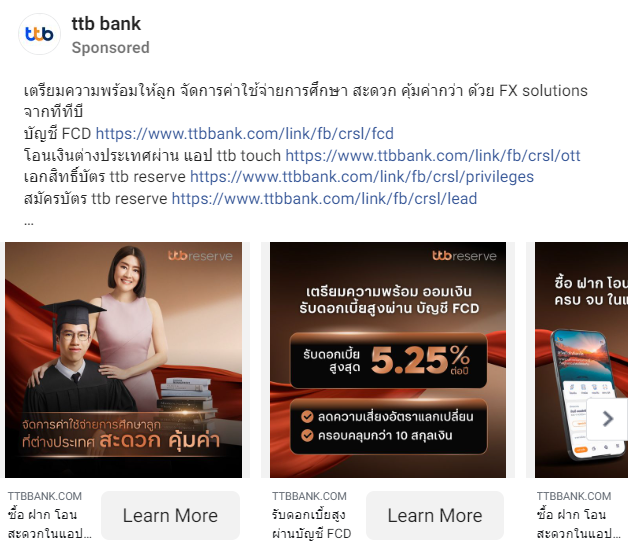 ttb
ttb bank
Sponsored
เตรียมความพร้อมให้ลูก จัดการค่าใช้จ่ายการศึกษา สะดวก คุ้มค่ากว่า ด้วย FX solutions
จากทีทีบี
บัญชี FCD https://www.ttbbank.com/link/fb/crsl/fcd
โอนเงินต่างประเทศผ่าน แอป ttb touch https://www.ttbbank.com/link/fb/crsl/ott
เอกสิทธิ์บัตร ttb reserve https://www.ttbbank.com/link/fb/crsl/privileges
สมัครบัตร ttb reserve https://www.ttbbank.com/link/fb/crsl/lead
...
ttb reserve
จัดการค่าใช้จ่ายการศึกษาลูก
ที่ต่างประเทศ สะดวก คุ้มค่า
ttb reserve
เตรียมความพร้อม ออมเงิน
รับดอกเบี้ยสูงผ่าน บัญชี FCD
รับดอกเบี้ย
สูงสุด 5.25% ต่อปี
ลดความเสี่ยงอัตราแลกเปลี่ยน
ครอบคลุมกว่า 10 สกุลเงิน
ซื้อ ฝาก โอน
ครบ จบ ใน
TTBBANK.COM
ซื้อ ฝาก โอน
สะดวกในแอป...
Learn More
TTBBANK.COM
รับดอกเบี้ยสูง
ผ่านบัญชี FCD
Learn More
TTBBANK.COM
ซื้อ ฝาก โอน
สะดวกในแอป...